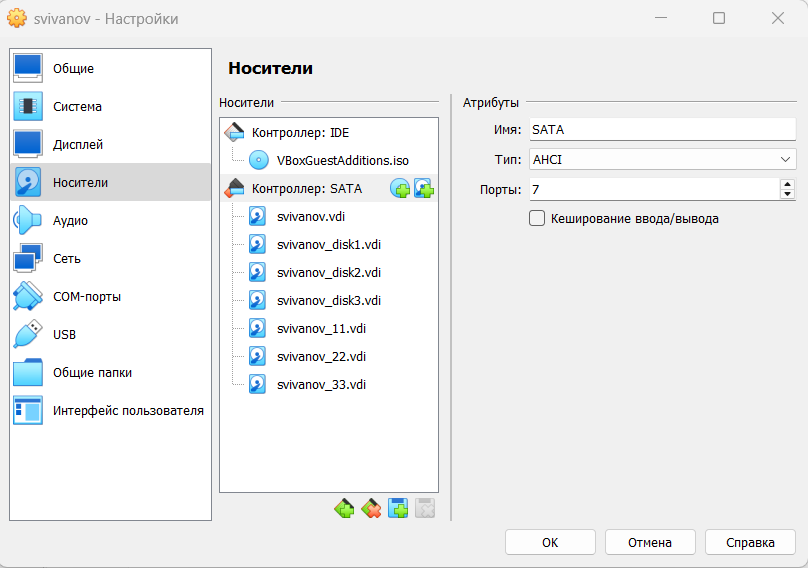 svivanov - Настройки
Общие
Система
Дисплей
Носители
Аудио
Сеть
COM-порты
USB
Общие папки
Интерфейс пользователя
Носители
Носители
Контроллер: IDE
VBoxGuestAdditions.iso
Контроллер: SATA
svivanov.vdi
svivanov_disk1.vdi
svivanov_disk2.vdi
svivanov_disk3.vdi
svivanov_11.vdi
svivanov_22.vdi
svivanov_33.vdi
Атрибуты
Имя: SATA
Тип: AHCI
Порты: 7
Кеширование ввода/вывода
OK Отмена Справка